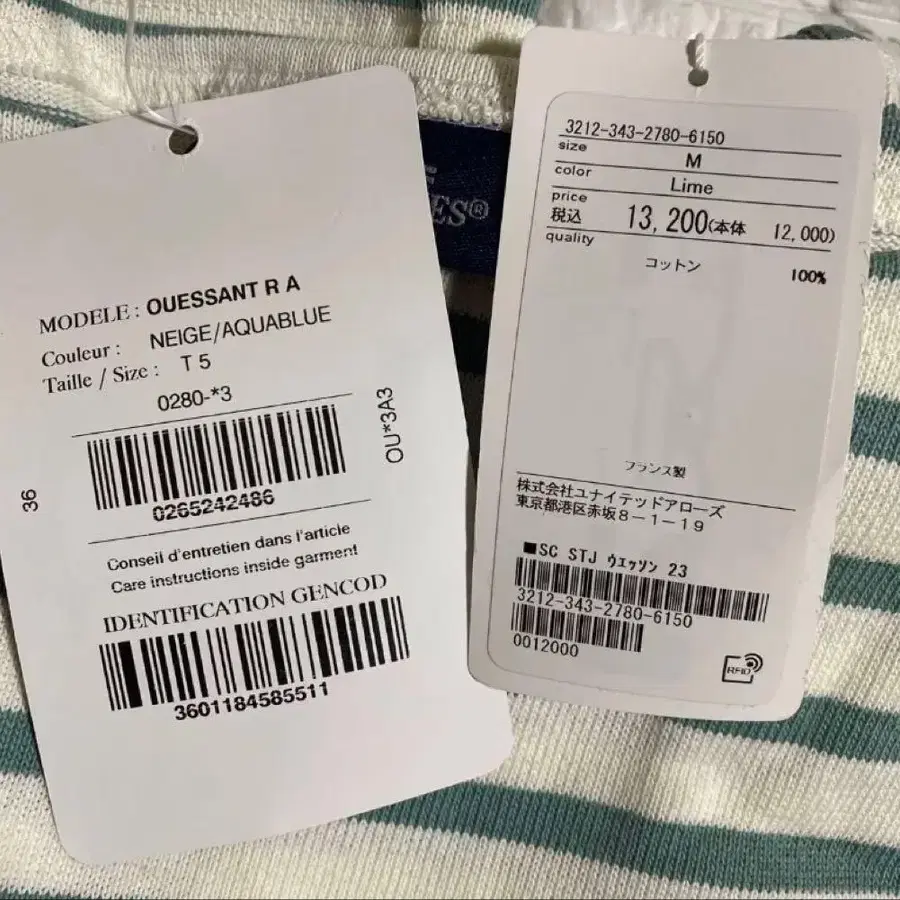 MODELE : OUESSANT R A
Couleur : NEIGE/AQUABLUE
Taille / Size : T 5
0280-*3
OU*3A3
36
0265242486
Conseil d'entretien dans l'article
Care instructions inside garment
IDENTIFICATION GENCOD
3601184585511
ES®
3212-343-2780-6150
size M
color Lime
price
税込 13,200(本体 12,000)
quality
コットン 100%
フランス製
株式会社ユナイテッドアローズ
東京都港区赤坂8-1-19
■SC STJ ウエッソン 23
3212-343-2780-6150
0012000
RFID